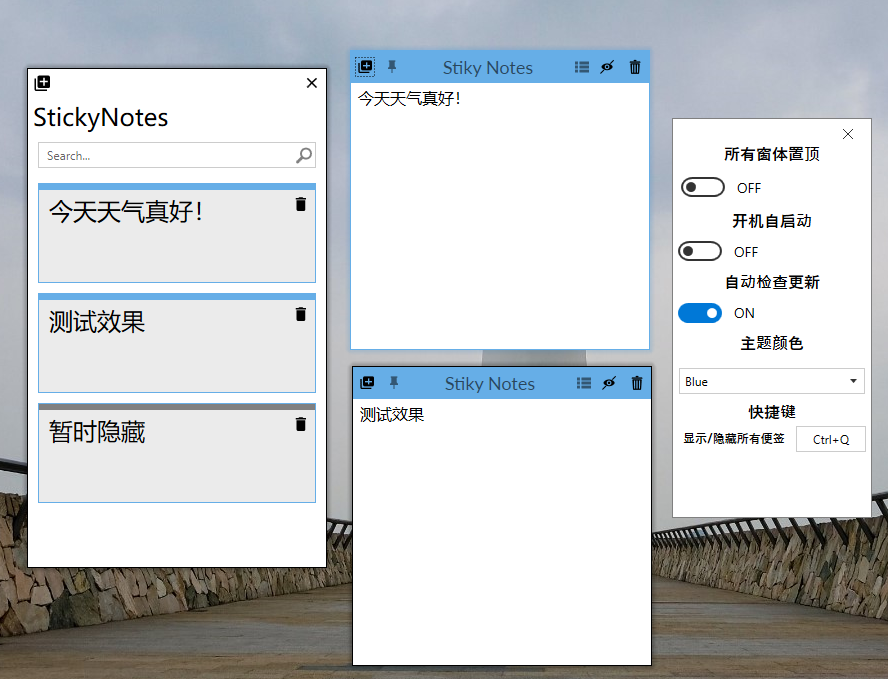 StickyNotes
Search...
今天天气真好！
测试效果
暂时隐藏
Stiky Notes
今天天气真好！
Stiky Notes
测试效果
所有窗体置顶
OFF
开机自启动
OFF
自动检查更新
ON
主题颜色
Blue
快捷键
显示/隐藏所有便签 Ctrl+Q